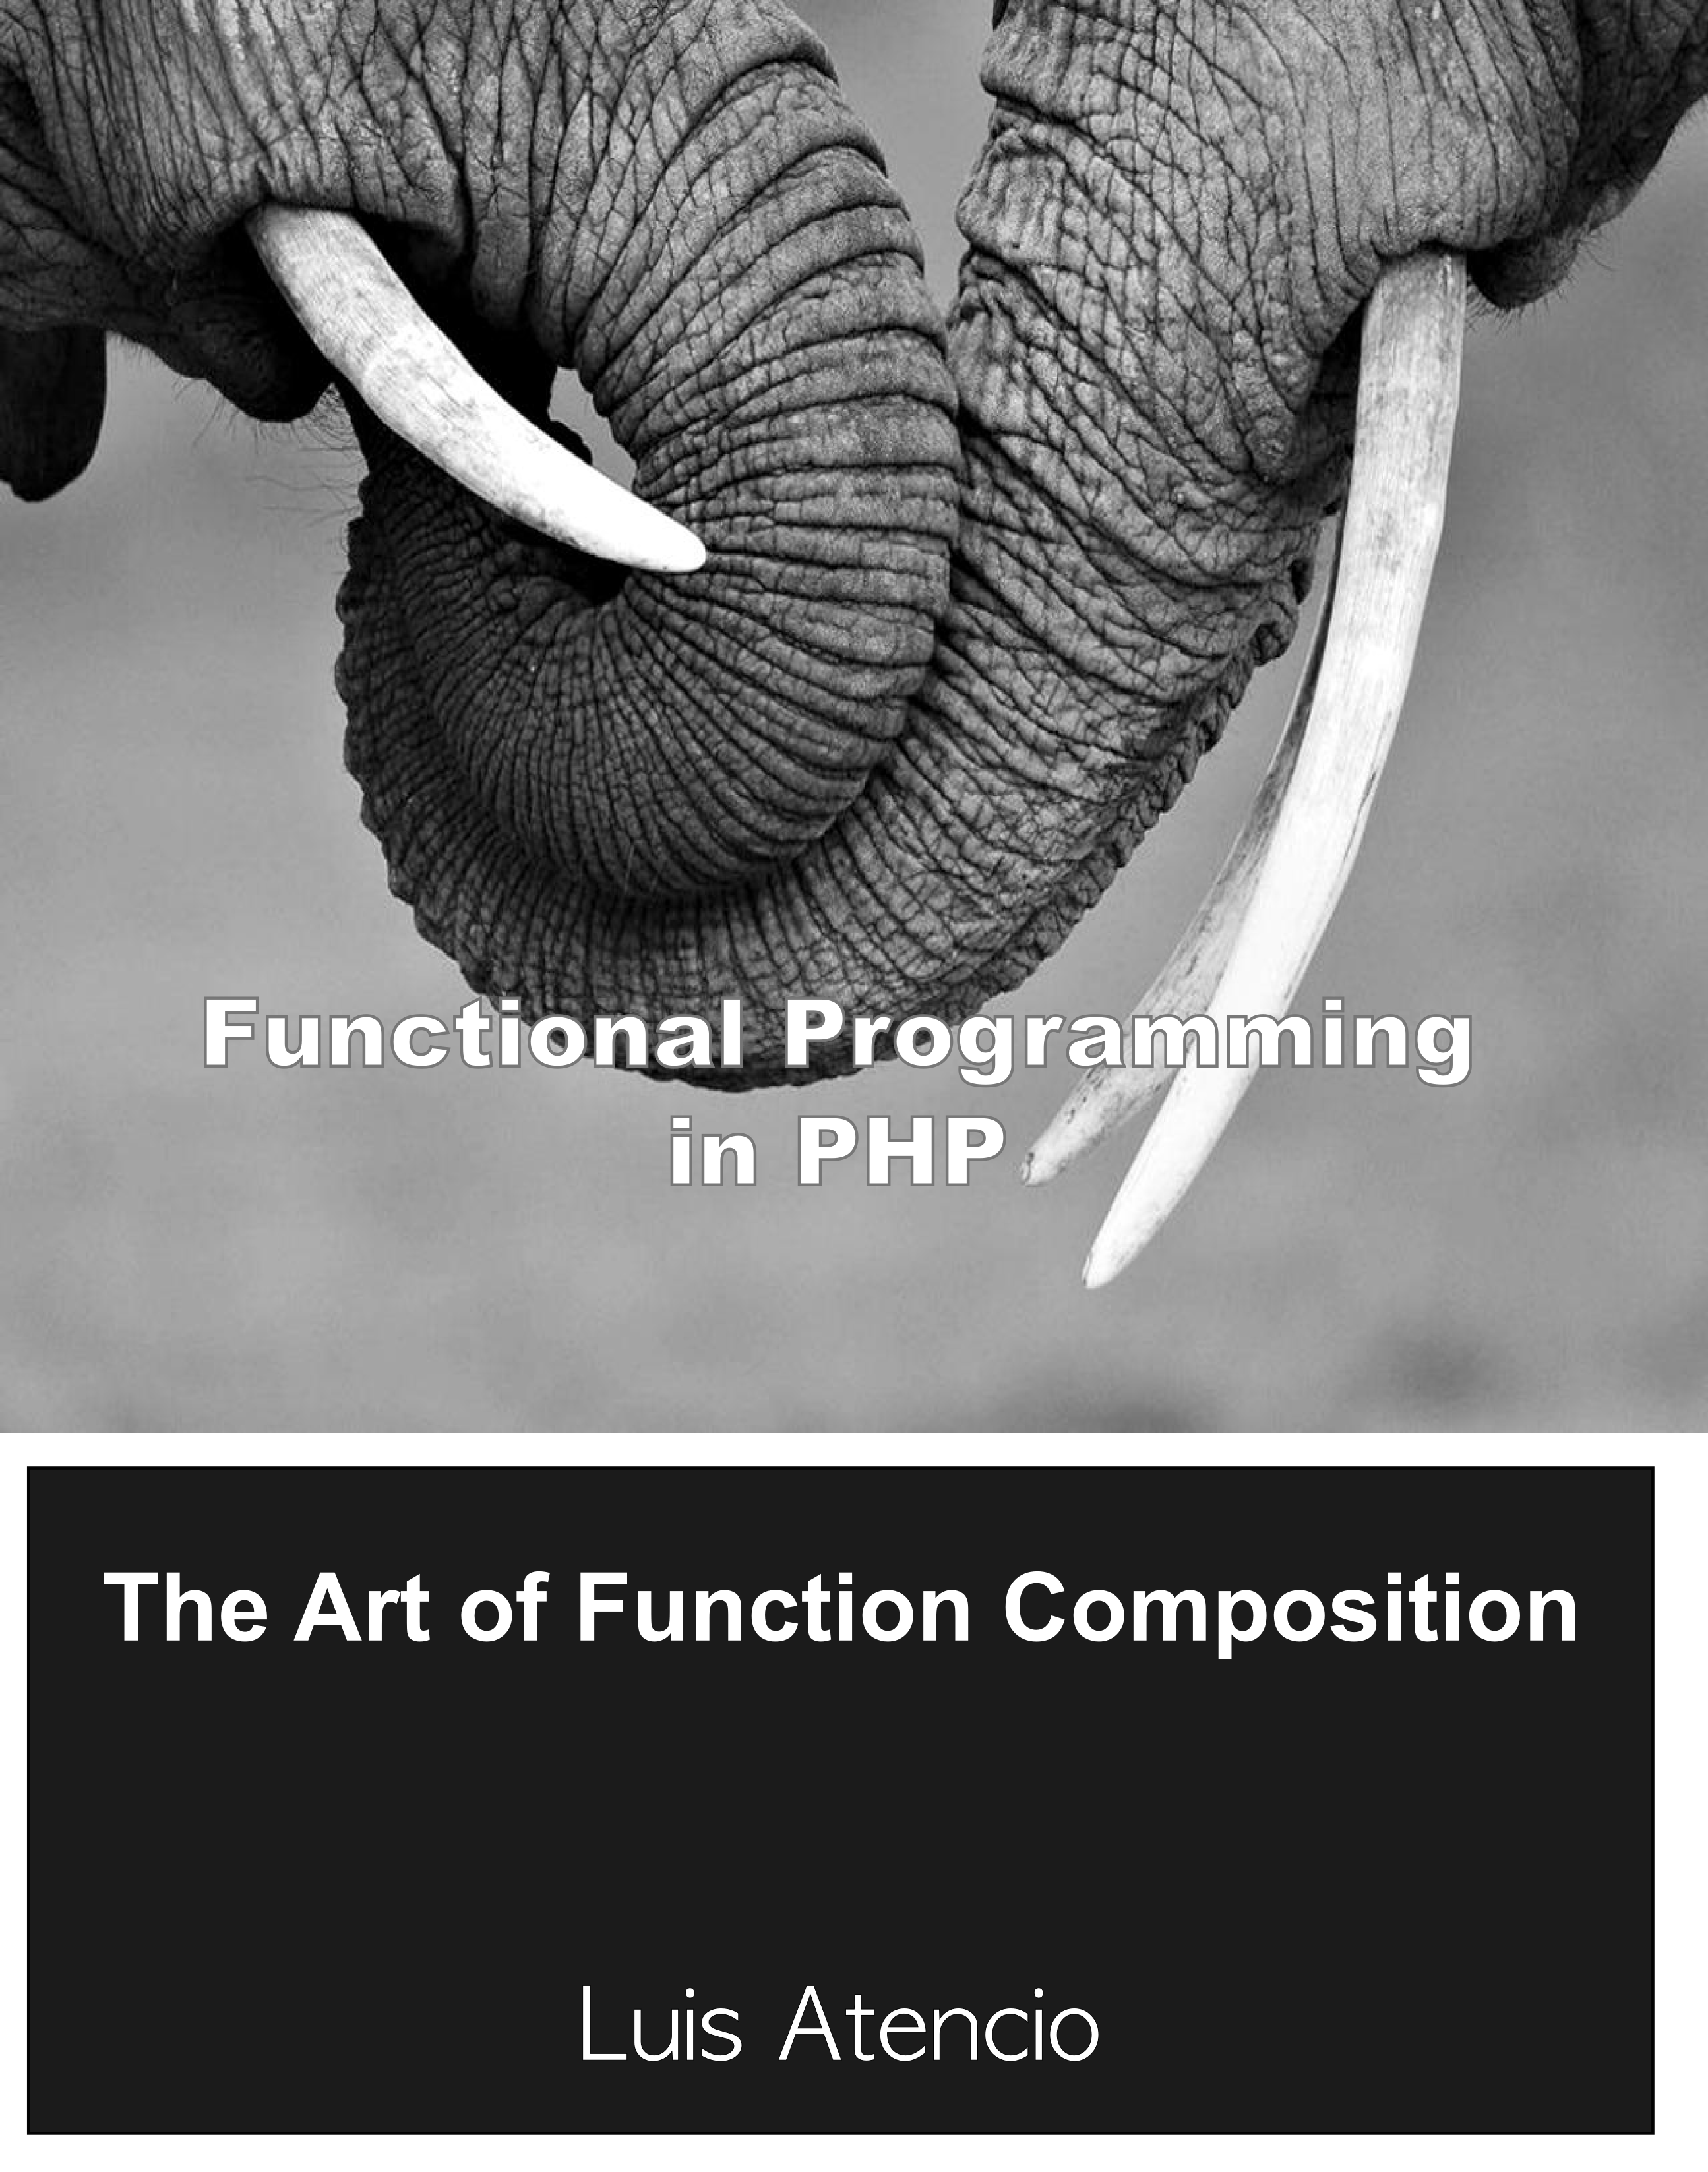 Functional Programming
in PHP
The Art of Function Composition
Luis Atencio